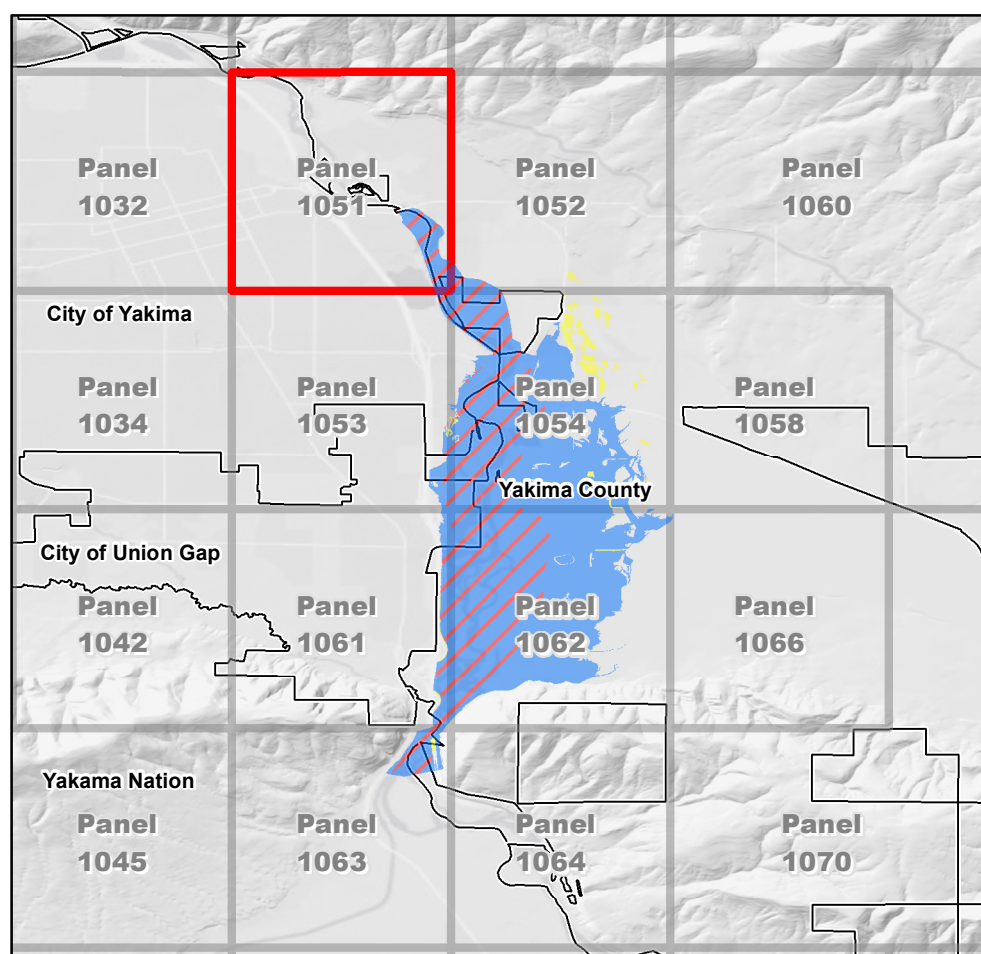 Panel
1032
Panel
1051
Panel
1052
Panel
1060
City of Yakima
Panel
1034
Panel
1053
Panel
1054
Panel
1058
Yakima County
City of Union Gap
Panel
1042
Panel
1061
Panel
1062
Panel
1066
Yakama Nation
Panel
1045
Panel
1063
Panel
1064
Panel
1070